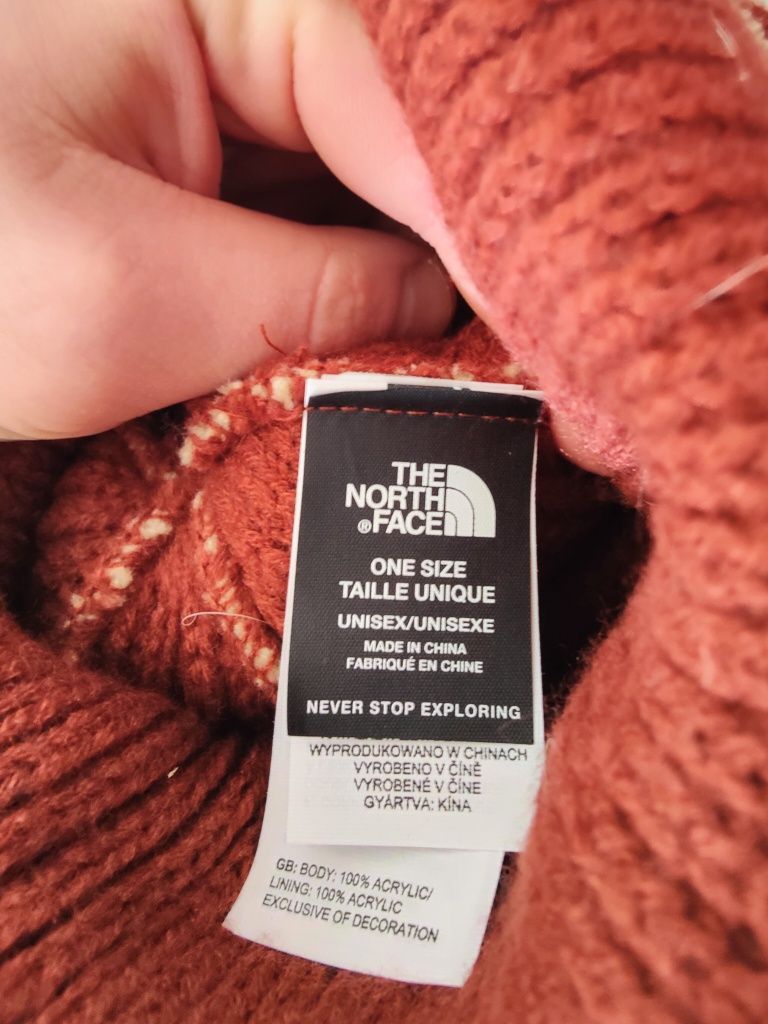 THE
NORTH
® FACE
ONE SIZE
TAILLE UNIQUE
UNISEX/UNISEXE
MADE IN CHINA
FABRIQUÉ EN CHINE
NEVER STOP EXPLORING
WYPRODUKOWANO W CHINACH
VYROBENO V ČÍNĚ
VYROBENÉ V ČÍNE
GYÁRTVA: KÍNA
GB: BODY: 100% ACRYLIC/
LINING: 100% ACRYLIC
EXCLUSIVE OF DECORATION